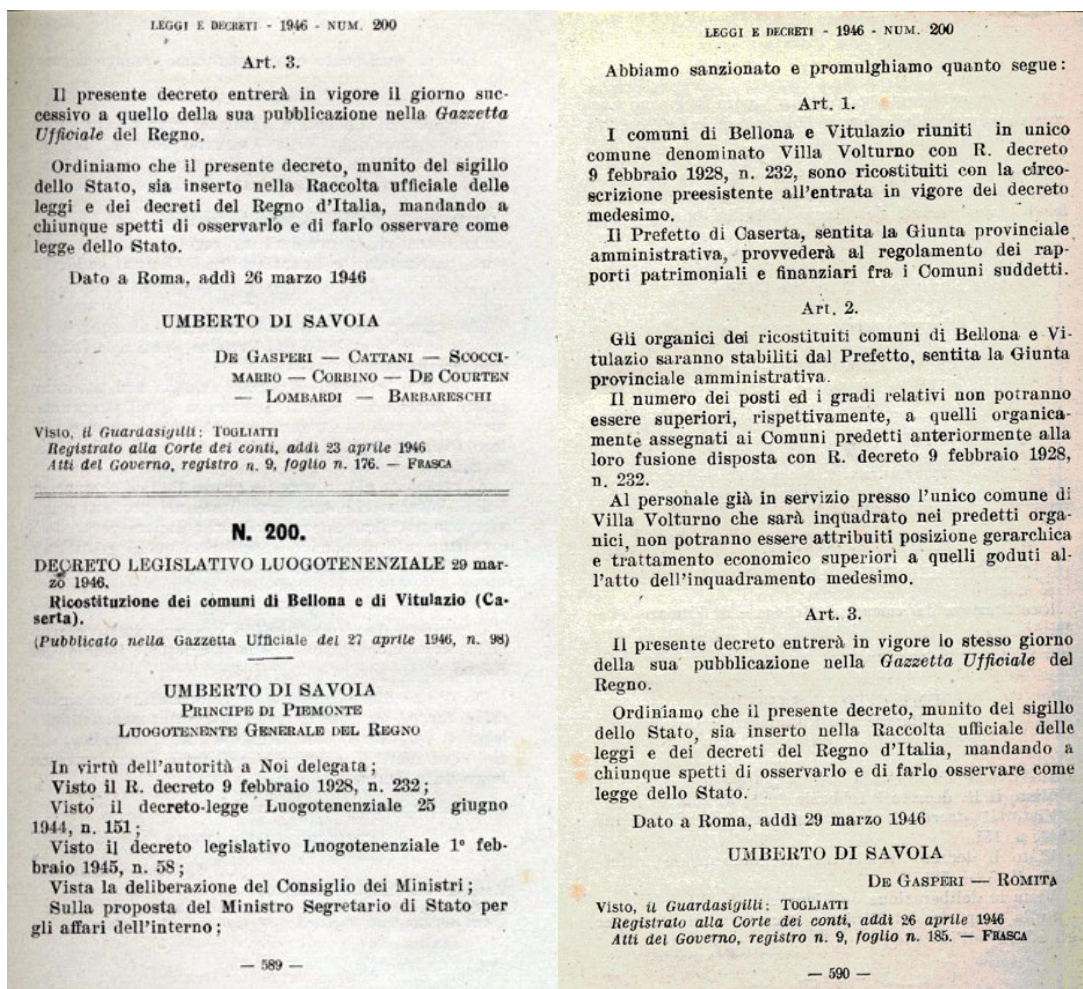 LEGGI E DECRETI - 1946 - NUM. 200
Art. 3.
Il presente decreto entrerà in vigore il giorno suc-
cessivo a quello della sua pubblicazione nella Gazzetta
Ufficiale del Regno.
Ordiniamo che il presente decreto, munito del sigillo
dello Stato, sia inserto nella Raccolta ufficiale delle
leggi e dei decreti del Regno d'Italia, mandando a
chiunque spetti di osservarlo e di farlo osservare come
legge dello Stato.
Dato a Roma, addì 26 marzo 1946
UMBERTO DI SAVOIA
DE GASPERI — CATTANI — SCOCCI-
MARRO — CORBINO — DE COURTEN
— LOMBARDI — BARBARESCHI
Visto, il Guardasigilli: TOGLIATTI
Registrato alla Corte dei conti, addì 23 aprile 1946
Atti del Governo, registro n. 9, foglio n. 176. — FRASCA
N. 200.
DECRETO LEGISLATIVO LUOGOTENENZIALE 29 mar-
zo 1946.
Ricostituzione dei comuni di Bellona e di Vitulazio (Ca-
serta).
(Pubblicato nella Gazzetta Ufficiale del 27 aprile 1946, n. 98)
UMBERTO DI SAVOIA
PRINCIPE DI PIEMONTE
LUOGOTENENTE GENERALE DEL REGNO
In virtù dell'autorità a Noi delegata;
Visto il R. decreto 9 febbraio 1928, n. 232;
Visto il decreto-legge Luogotenenziale 25 giugno
1944, n. 151;
Visto il decreto legislativo Luogotenenziale 1° feb-
braio 1945, n. 58;
Vista la deliberazione del Consiglio dei Ministri;
Sulla proposta del Ministro Segretario di Stato per
gli affari dell'interno;
— 589 —
LEGGI E DECRETI - 1946 - NUM. 200
Abbiamo sanzionato e promulghiamo quanto segue:
Art. 1.
I comuni di Bellona e Vitulazio riuniti in unico
comune denominato Villa Volturno con R. decreto
9 febbraio 1928, n. 232, sono ricostituiti con la circo-
scrizione preesistente all'entrata in vigore del decreto
medesimo.
Il Prefetto di Caserta, sentita la Giunta provinciale
amministrativa, provvederà al regolamento dei rap-
porti patrimoniali e finanziari fra i Comuni suddetti.
Art. 2.
Gli organici dei ricostituiti comuni di Bellona e Vi-
tulazio saranno stabiliti dal Prefetto, sentita la Giunta
provinciale amministrativa.
Il numero dei posti ed i gradi relativi non potranno
essere superiori, rispettivamente, a quelli organica-
mente assegnati ai Comuni predetti anteriormente alla
loro fusione disposta con R. decreto 9 febbraio 1928,
n. 232.
Al personale già in servizio presso l'unico comune di
Villa Volturno che sarà inquadrato nei predetti orga-
nici, non potranno essere attribuiti posizione gerarchica
e trattamento economico superiori a quelli goduti al-
l'atto dell'inquadramento medesimo.
Art. 3.
Il presente decreto entrerà in vigore lo stesso giorno
della sua pubblicazione nella Gazzetta Ufficiale del
Regno.
Ordiniamo che il presente decreto, munito del sigillo
dello Stato, sia inserto nella Raccolta ufficiale delle
leggi e dei decreti del Regno d'Italia, mandando a
chiunque spetti di osservarlo e di farlo osservare come
legge dello Stato.
Dato a Roma, addì 29 marzo 1946
UMBERTO DI SAVOIA
DE GASPERI — ROMITA
Visto, il Guardasigilli: TOGLIATTI
Registrato alla Corte dei conti, addì 26 aprile 1946
Atti del Governo, registro n. 9, foglio n. 185. — FRASCA
— 590 —